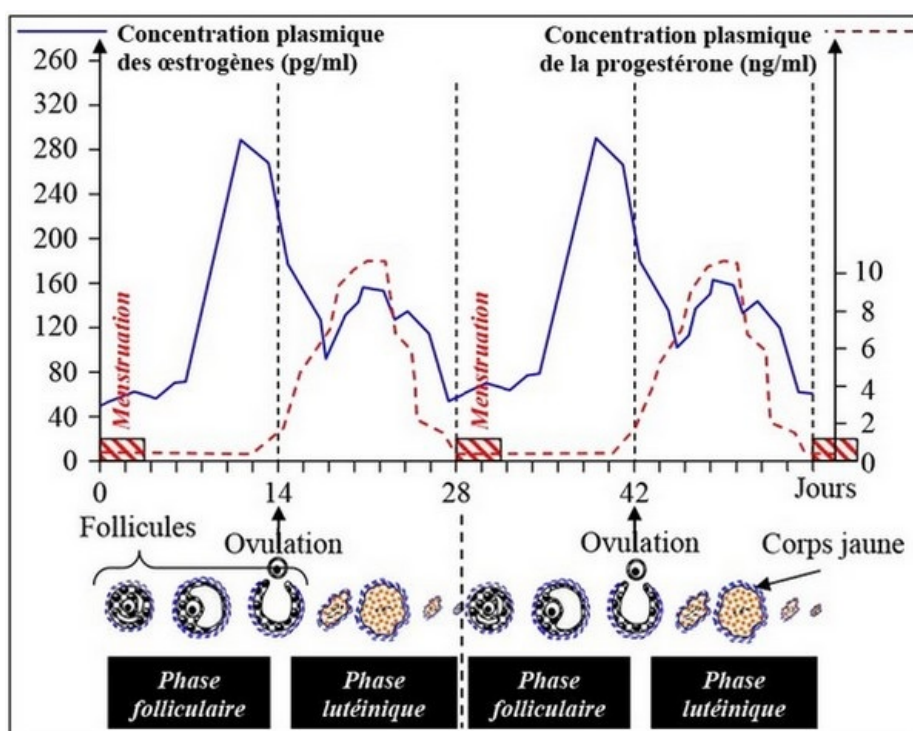 Concentration plasmique
des œstrogènes (pg/ml)
Concentration plasmique
de la progestérone (ng/ml)
260
320
280
240
200
160
120
80
40
0
10
8
6
4
2
0
Menstruation
Menstruation
0
14
28
42
Jours
Follicules
Ovulation
Ovulation
Corps jaune
Phase
folliculaire
Phase
lutéinique
Phase
folliculaire
Phase
lutéinique